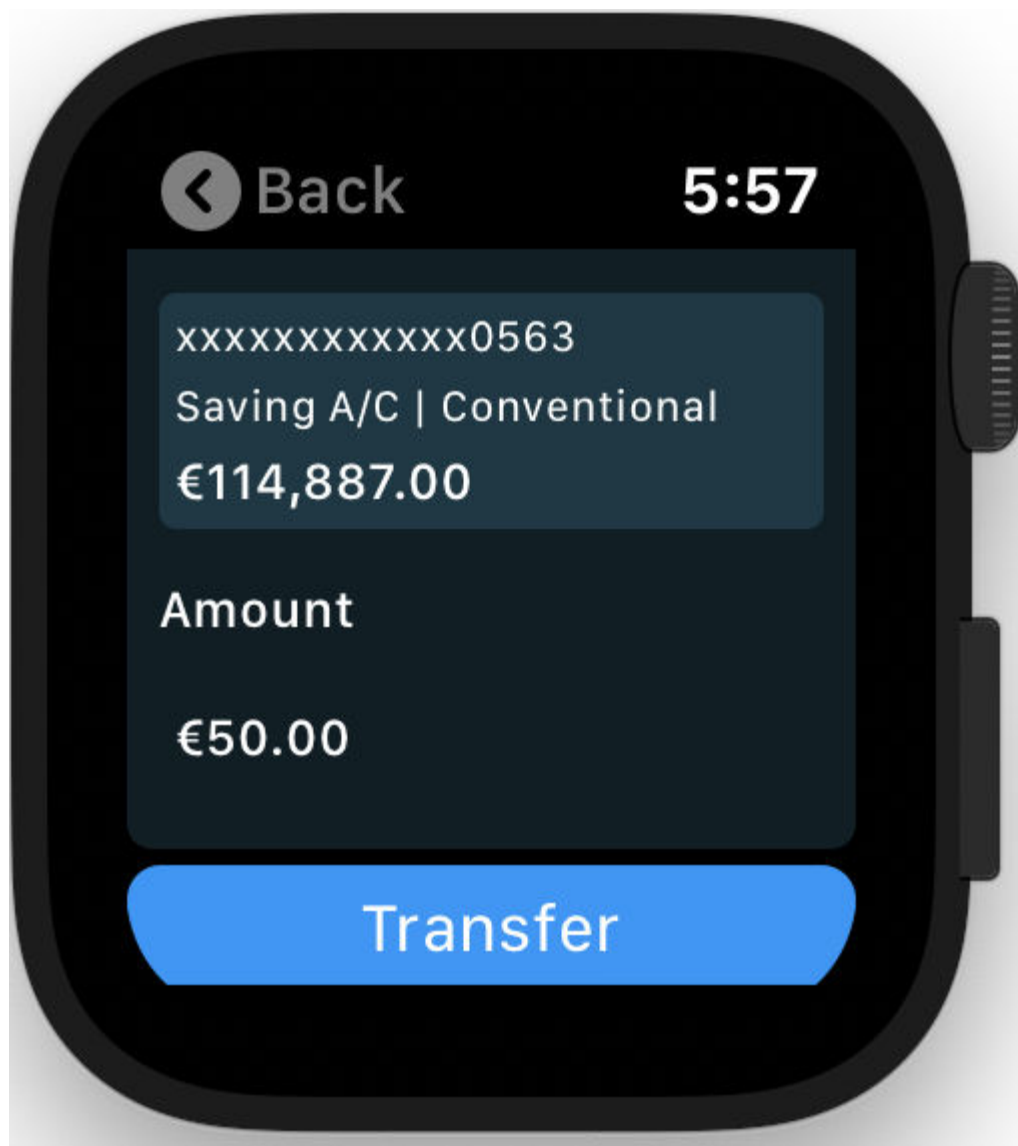 Back
5:57
xxxxxxxxxxxx0563
Saving A/C | Conventional
€114,887.00
Amount
€50.00
Transfer